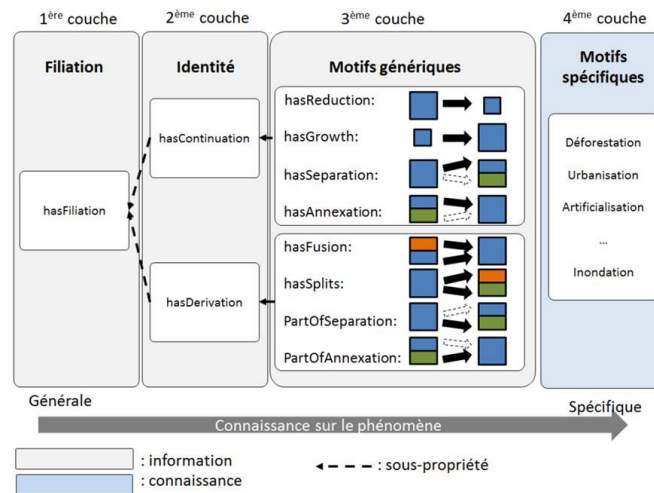 1ère couche
2ème couche
3ème couche
4ème couche
Filiation
Identité
Motifs génériques
Motifs
spécifiques
hasFiliation
hasContinuation
hasDerivation
hasReduction:
hasGrowth:
hasSeparation:
hasAnnexation:
hasFusion:
hasSplits:
PartOfSeparation:
PartOfAnnexation:
Déforestation
Urbanisation
Artificialisation
...
Inondation
Générale
Spécifique
Connaissance sur le phénomène
: information
: connaissance
: sous-propriété